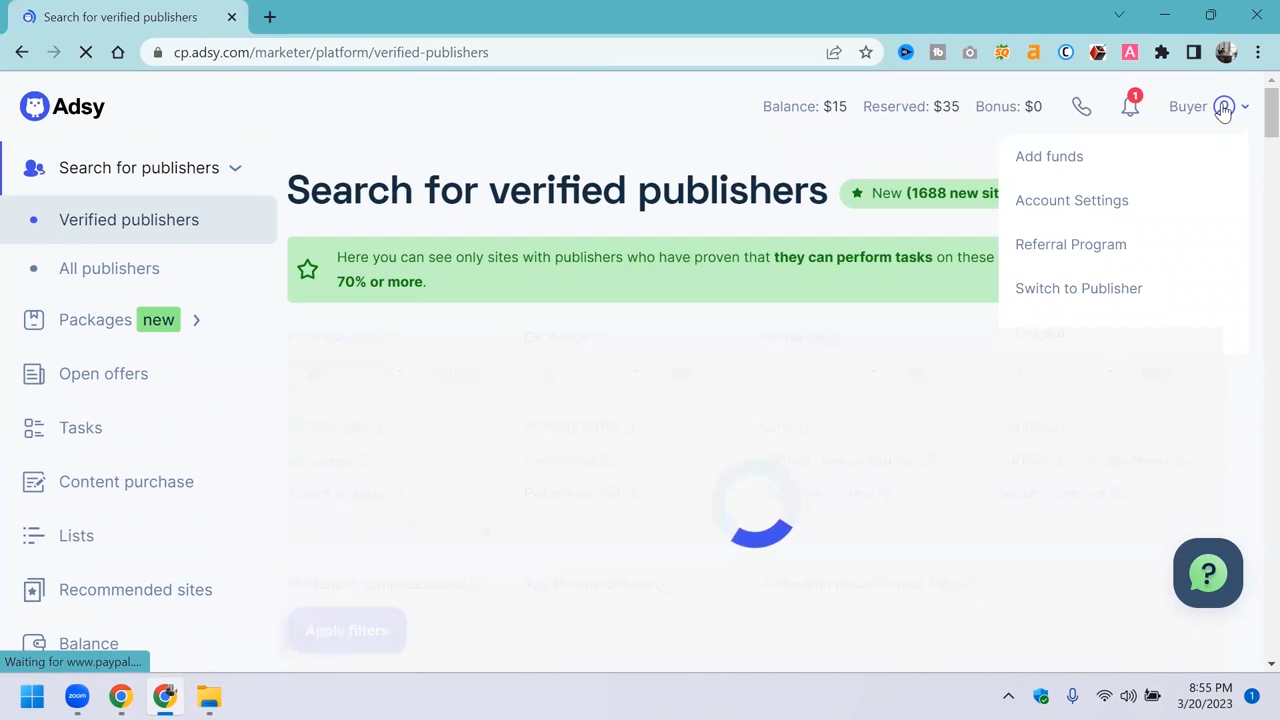 Search for verified publishers
cp.adsy.com/marketer/platform/verified-publishers
Adsy
Balance: $15 Reserved: $35 Bonus: $0
1
Buyer
Search for publishers
Verified publishers
All publishers
Packages new
Open offers
Tasks
Content purchase
Lists
Recommended sites
Balance
Search for verified publishers
New (1688 new sit
Here you can see only sites with publishers who have proven that they can perform tasks on these
70% or more.
Add funds
Account Settings
Referral Program
Switch to Publisher
Apply filters
Waiting for www.paypal....
zoom
8:55 PM
3/20/2023
1